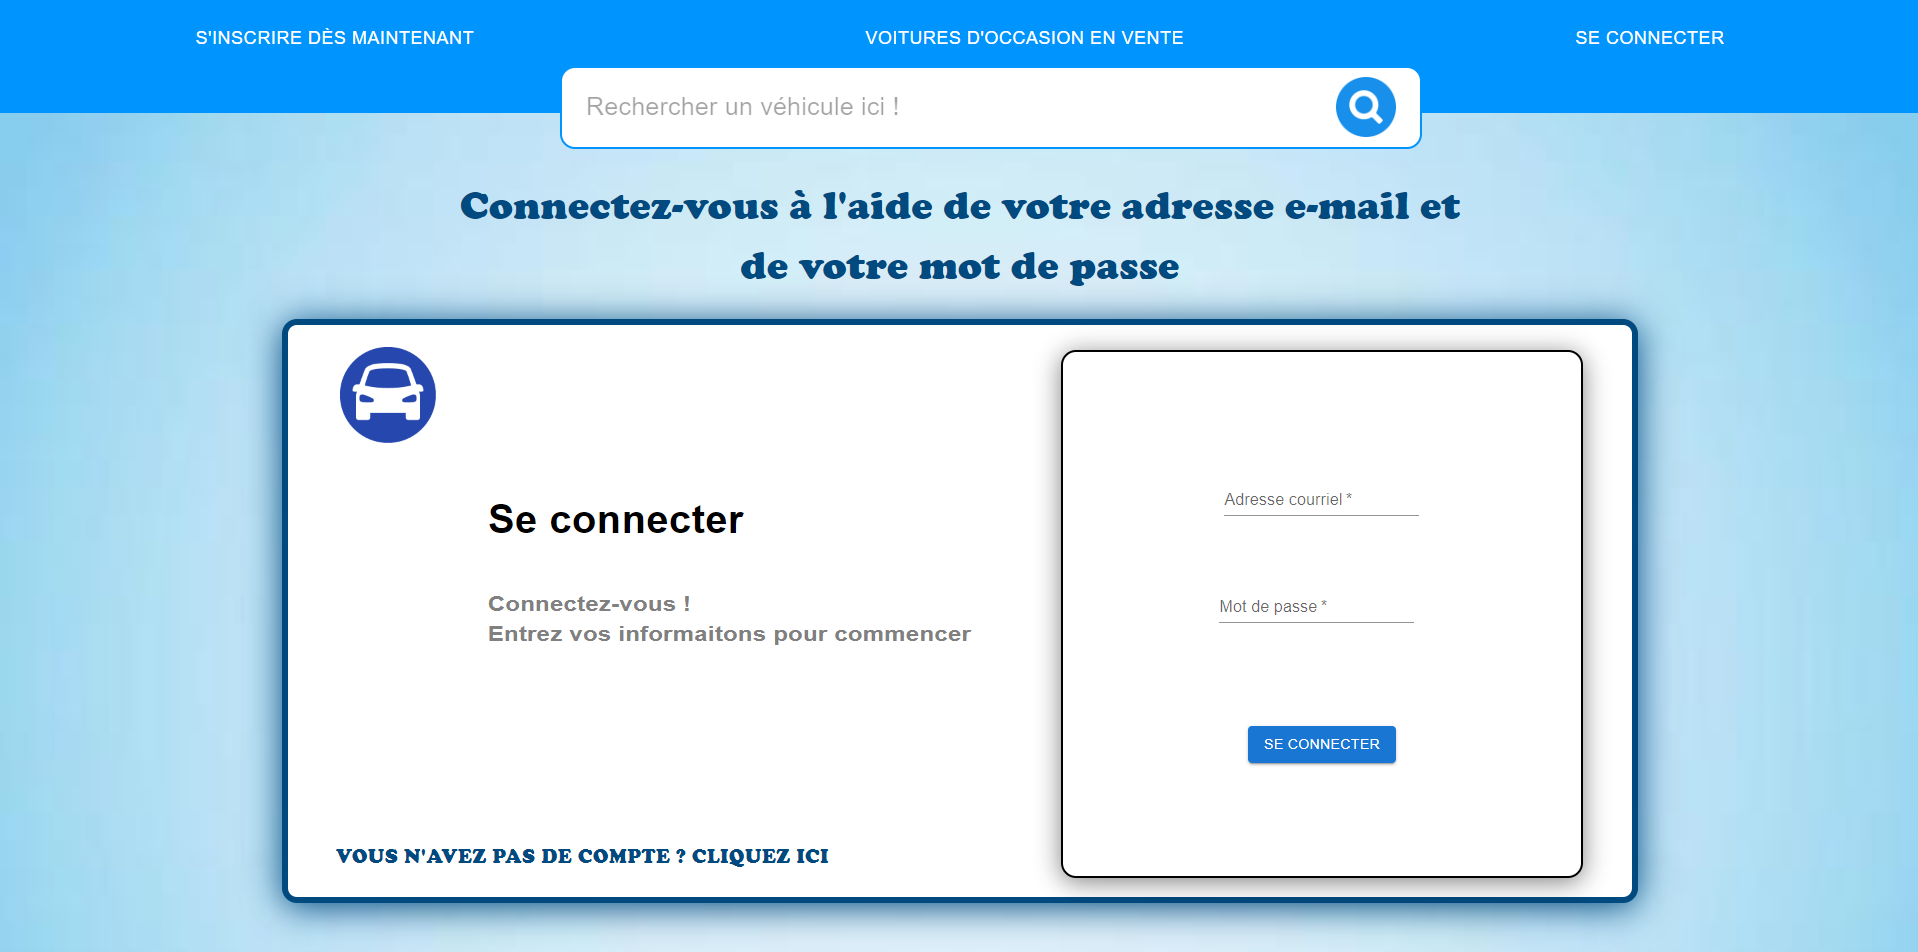 S'INSCRIRE DÈS MAINTENANT
VOITURES D'OCCASION EN VENTE
SE CONNECTER
Rechercher un véhicule ici !
Connectez-vous à l'aide de votre adresse e-mail et
de votre mot de passe
Se connecter
Connectez-vous !
Entrez vos informaitons pour commencer
VOUS N'AVEZ PAS DE COMPTE ? CLIQUEZ ICI
Adresse courriel *
Mot de passe *
SE CONNECTER